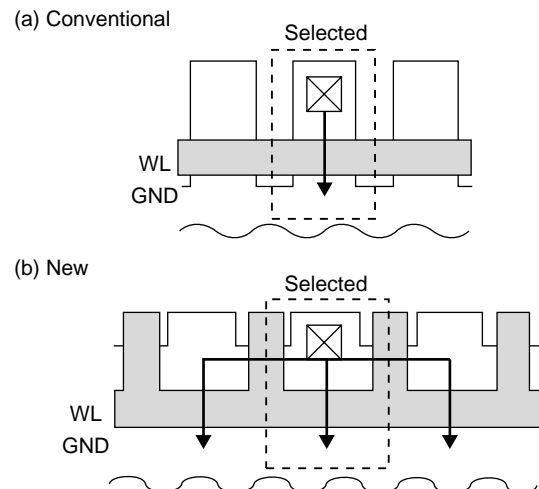 (a) Conventional
Selected
WL
GND
(b) New
Selected
WL
GND